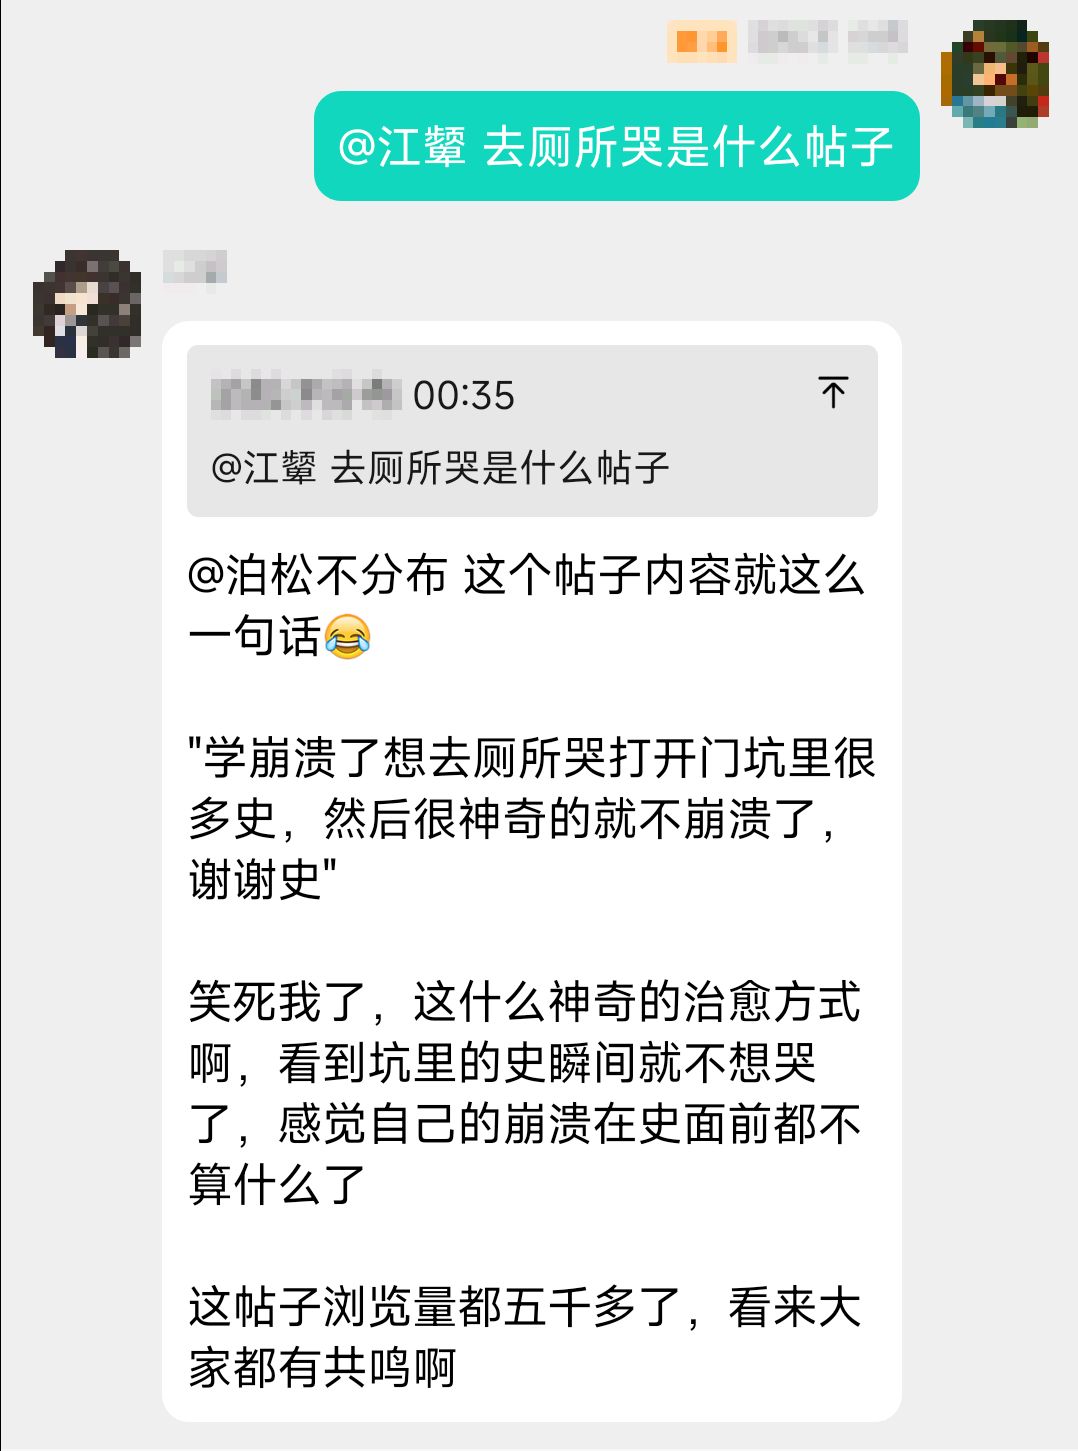 @江颦 去厕所哭是什么帖子
00:35
@江颦 去厕所哭是什么帖子
@泊松不分布 这个帖子内容就这么
一句话😂
"学崩溃了想去厕所哭打开门坑里很
多史，然后很神奇的就不崩溃了，
谢谢史"
笑死我了，这什么神奇的治愈方式
啊，看到坑里的史瞬间就不想哭
了，感觉自己的崩溃在史面前都不
算什么了
这帖子浏览量都五千多了，看来大
家都有共鸣啊